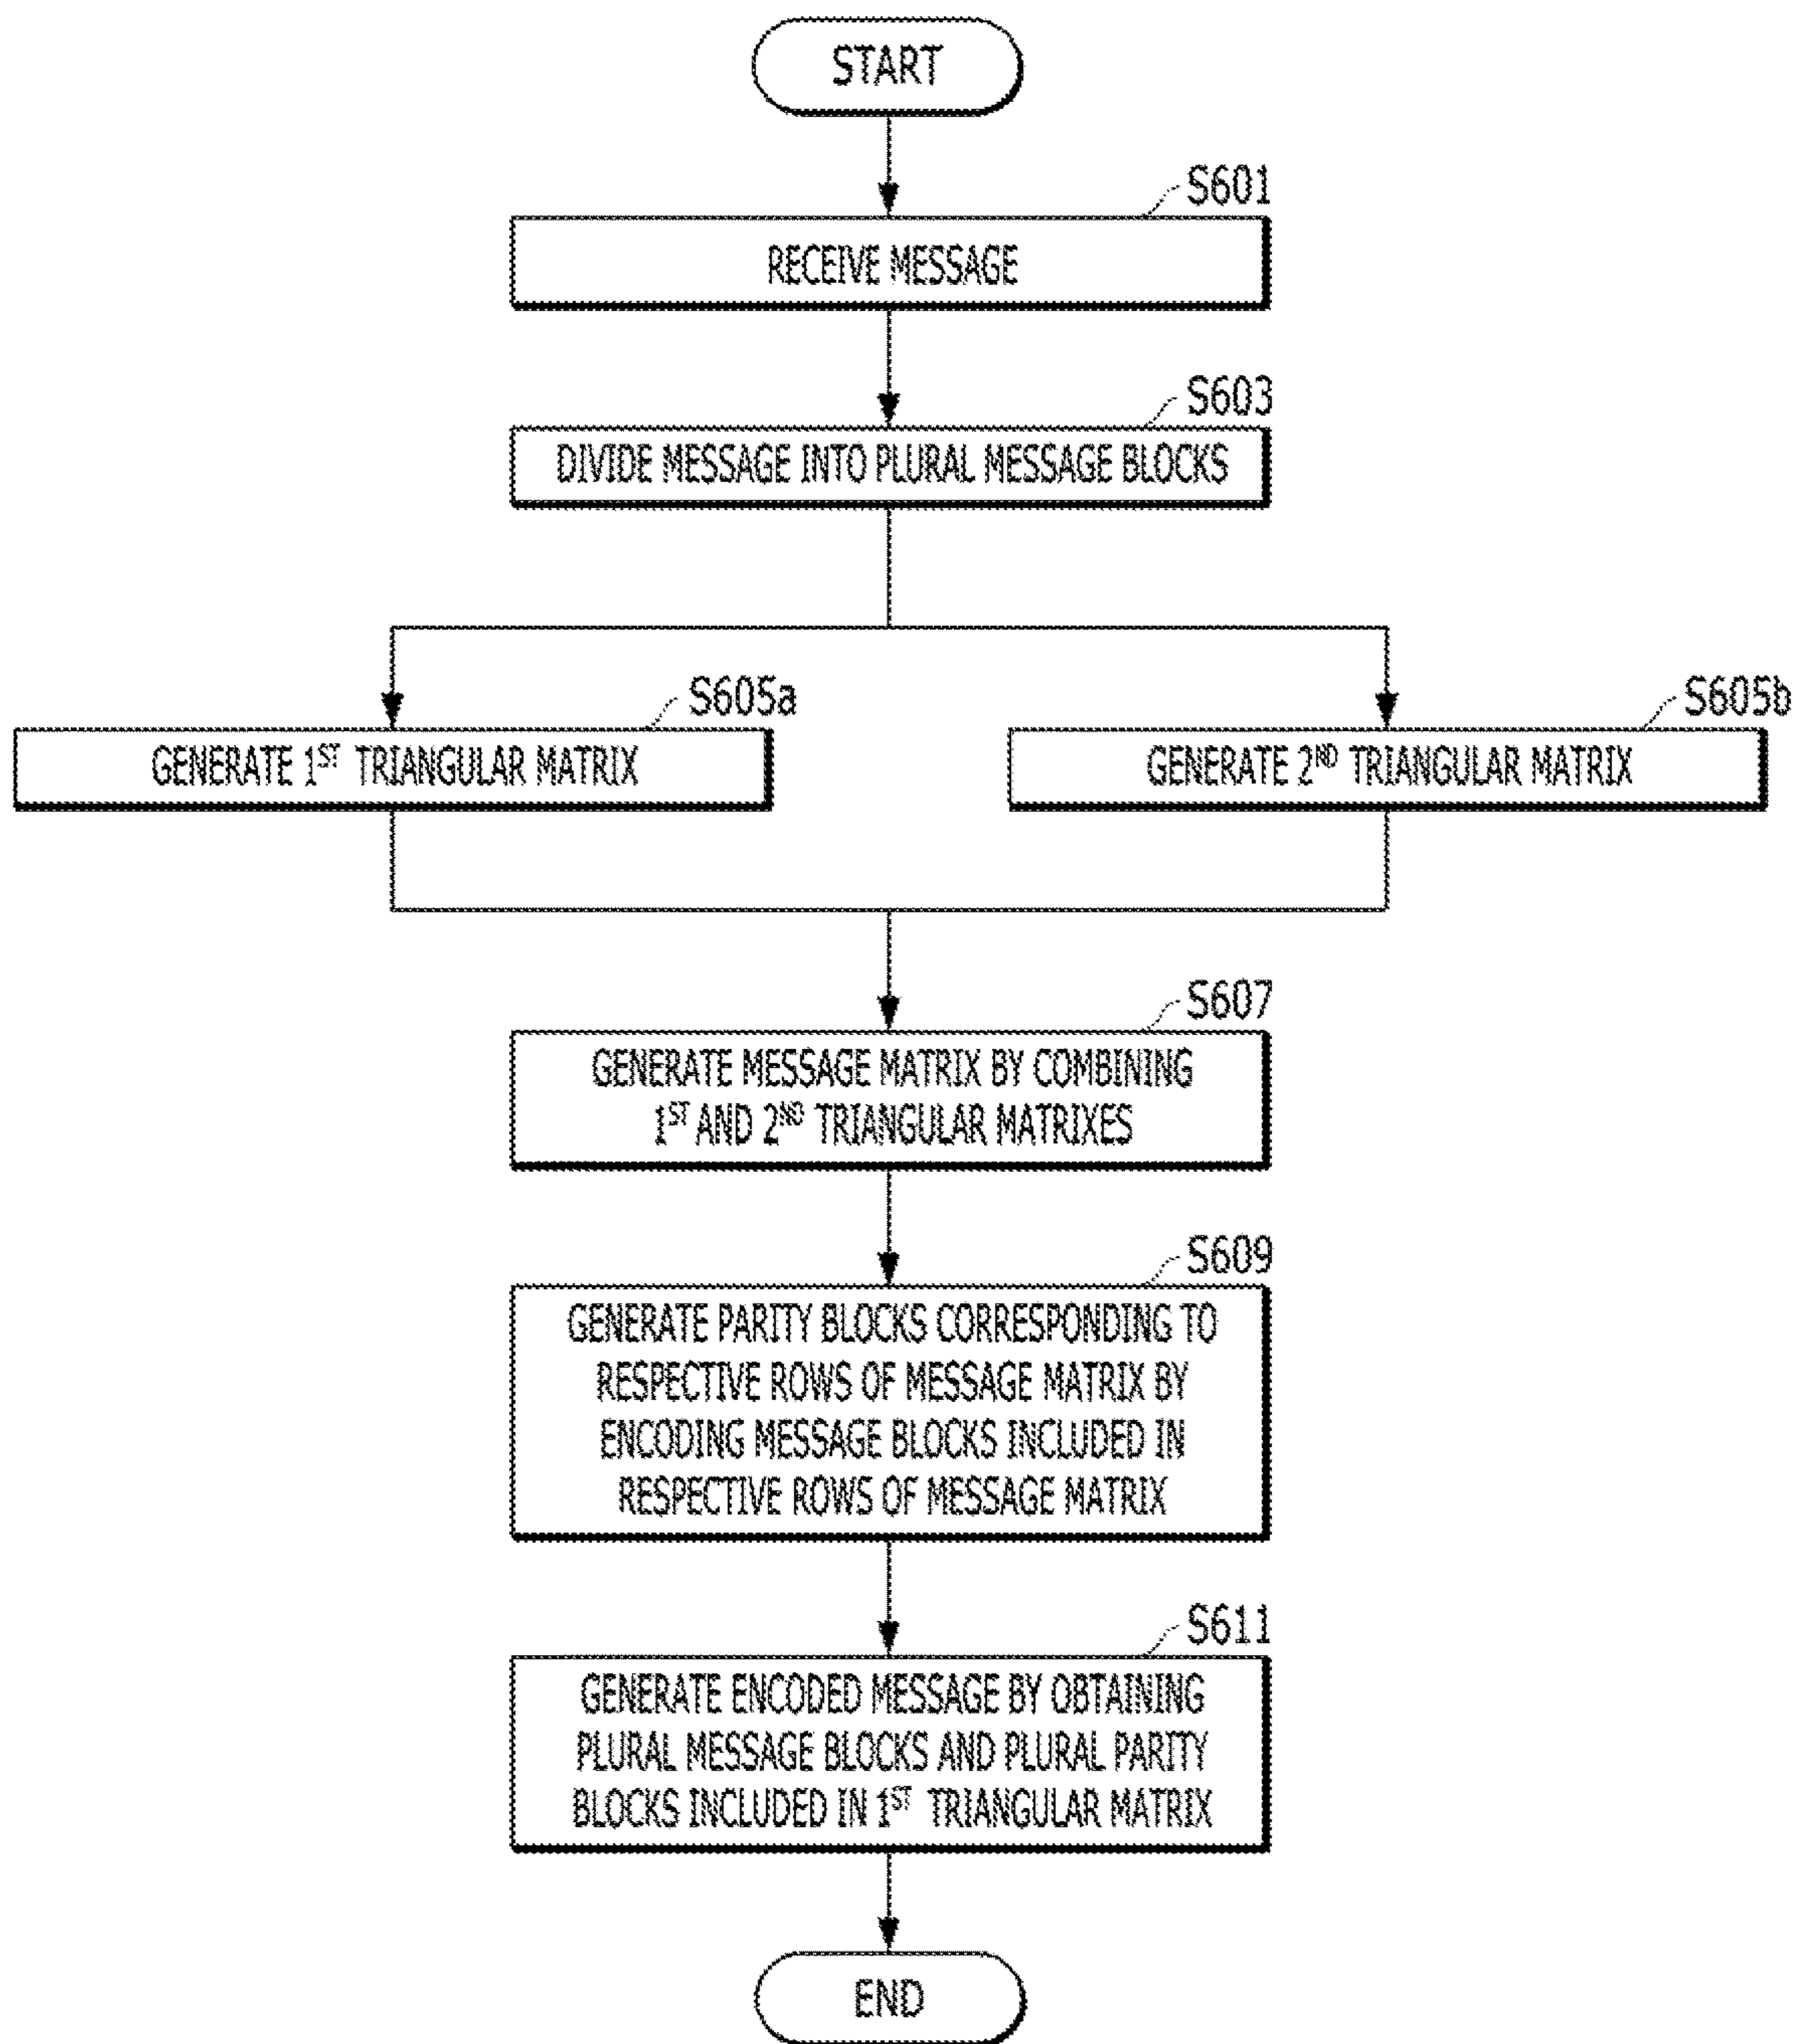 START
S601
RECEIVE MESSAGE
S603
DIVIDE MESSAGE INTO PLURAL MESSAGE BLOCKS
S605a
GENERATE 1ST TRIANGULAR MATRIX
S605b
GENERATE 2ND TRIANGULAR MATRIX
S607
GENERATE MESSAGE MATRIX BY COMBINING
1ST AND 2ND TRIANGULAR MATRIXES
S609
GENERATE PARITY BLOCKS CORRESPONDING TO
RESPECTIVE ROWS OF MESSAGE MATRIX BY
ENCODING MESSAGE BLOCKS INCLUDED IN
RESPECTIVE ROWS OF MESSAGE MATRIX
S611
GENERATE ENCODED MESSAGE BY OBTAINING
PLURAL MESSAGE BLOCKS AND PLURAL PARITY
BLOCKS INCLUDED IN 1ST TRIANGULAR MATRIX
END